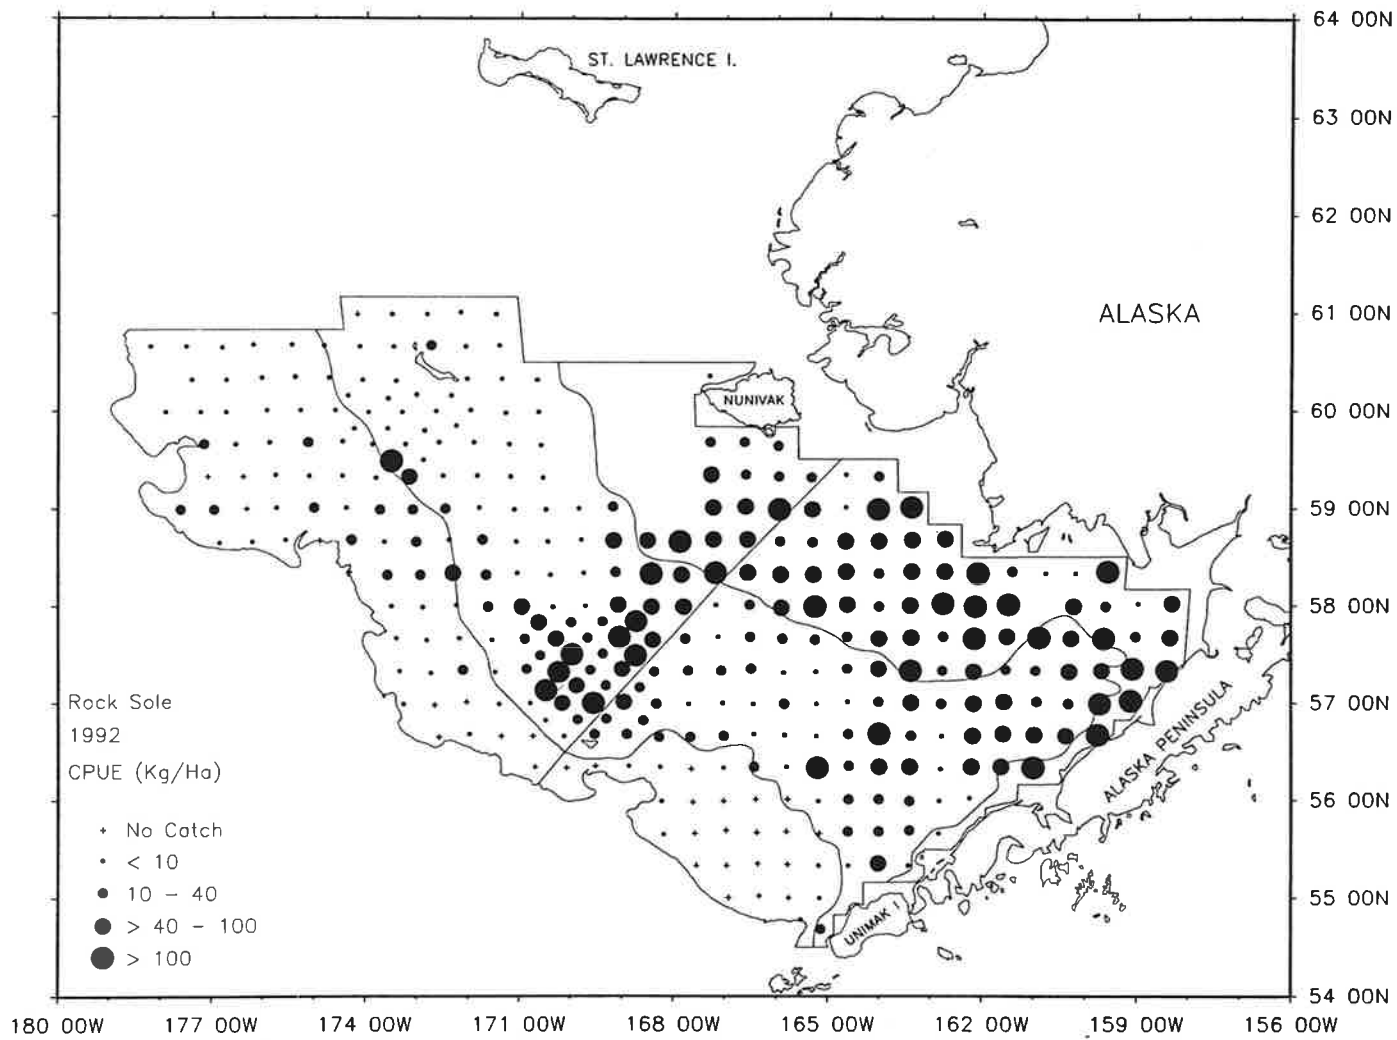 64 00N
ST. LAWRENCE I.
63 00N
62 00N
61 00N
ALASKA
60 00N
NUNIVAK
59 00N
58 00N
57 00N
Rock Sole
1992
CPUE (Kg/Ha)
ALASKA PENINSULA
56 00N
+ No Catch
< 10
10 – 40
> 40 – 100
> 100
55 00N
UNIMAK I
54 00N
180 00W 177 00W 174 00W 171 00W 168 00W 165 00W 162 00W 159 00W 156 00W